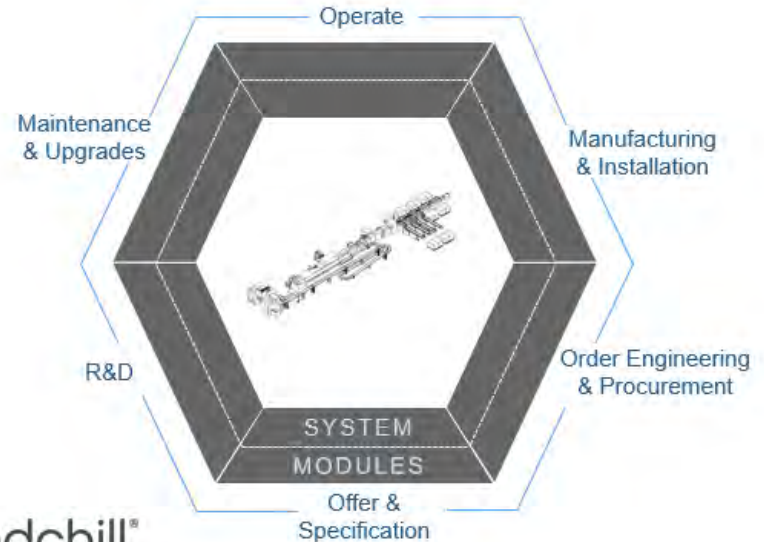 Operate
Maintenance
& Upgrades
Manufacturing
& Installation
R&D
Order Engineering
& Procurement
SYSTEM
MODULES
Offer &
Specification